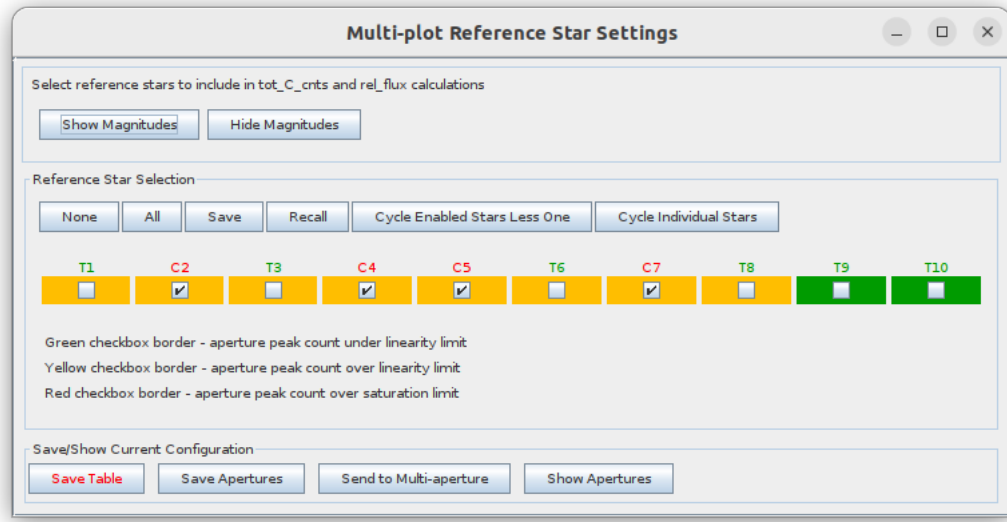 Multi-plot Reference Star Settings
Select reference stars to include in tot_C_cnts and rel_flux calculations
Show Magnitudes Hide Magnitudes
Reference Star Selection
None All Save Recall Cycle Enabled Stars Less One Cycle Individual Stars
T1 C2 T3 C4 C5 T6 C7 T8 T9 T10
Green checkbox border - aperture peak count under linearity limit
Yellow checkbox border - aperture peak count over linearity limit
Red checkbox border - aperture peak count over saturation limit
Save/Show Current Configuration
Save Table Save Apertures Send to Multi-aperture Show Apertures